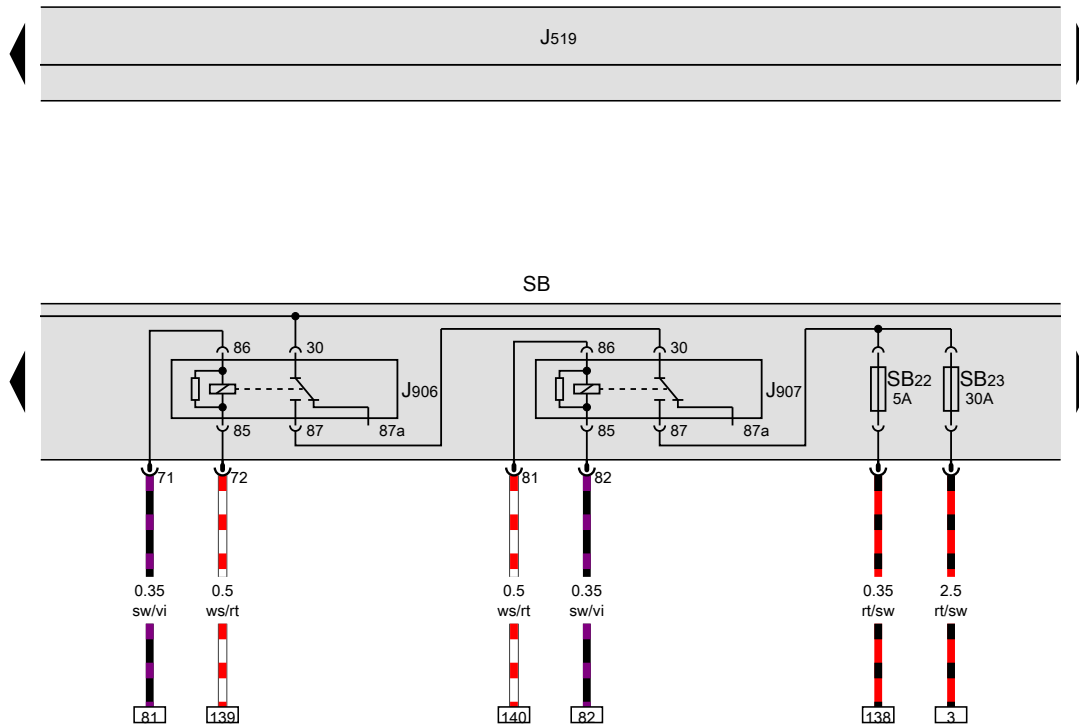 J519
SB
86 30
86 30
J906
J907
SB22
5A
SB23
30A
85 87 87a
85 87 87a
71 72 81 82
0.35
sw/vi
0.5
ws/rt
0.5
ws/rt
0.35
sw/vi
0.35
rt/sw
2.5
rt/sw
81 139 140 82 138 3